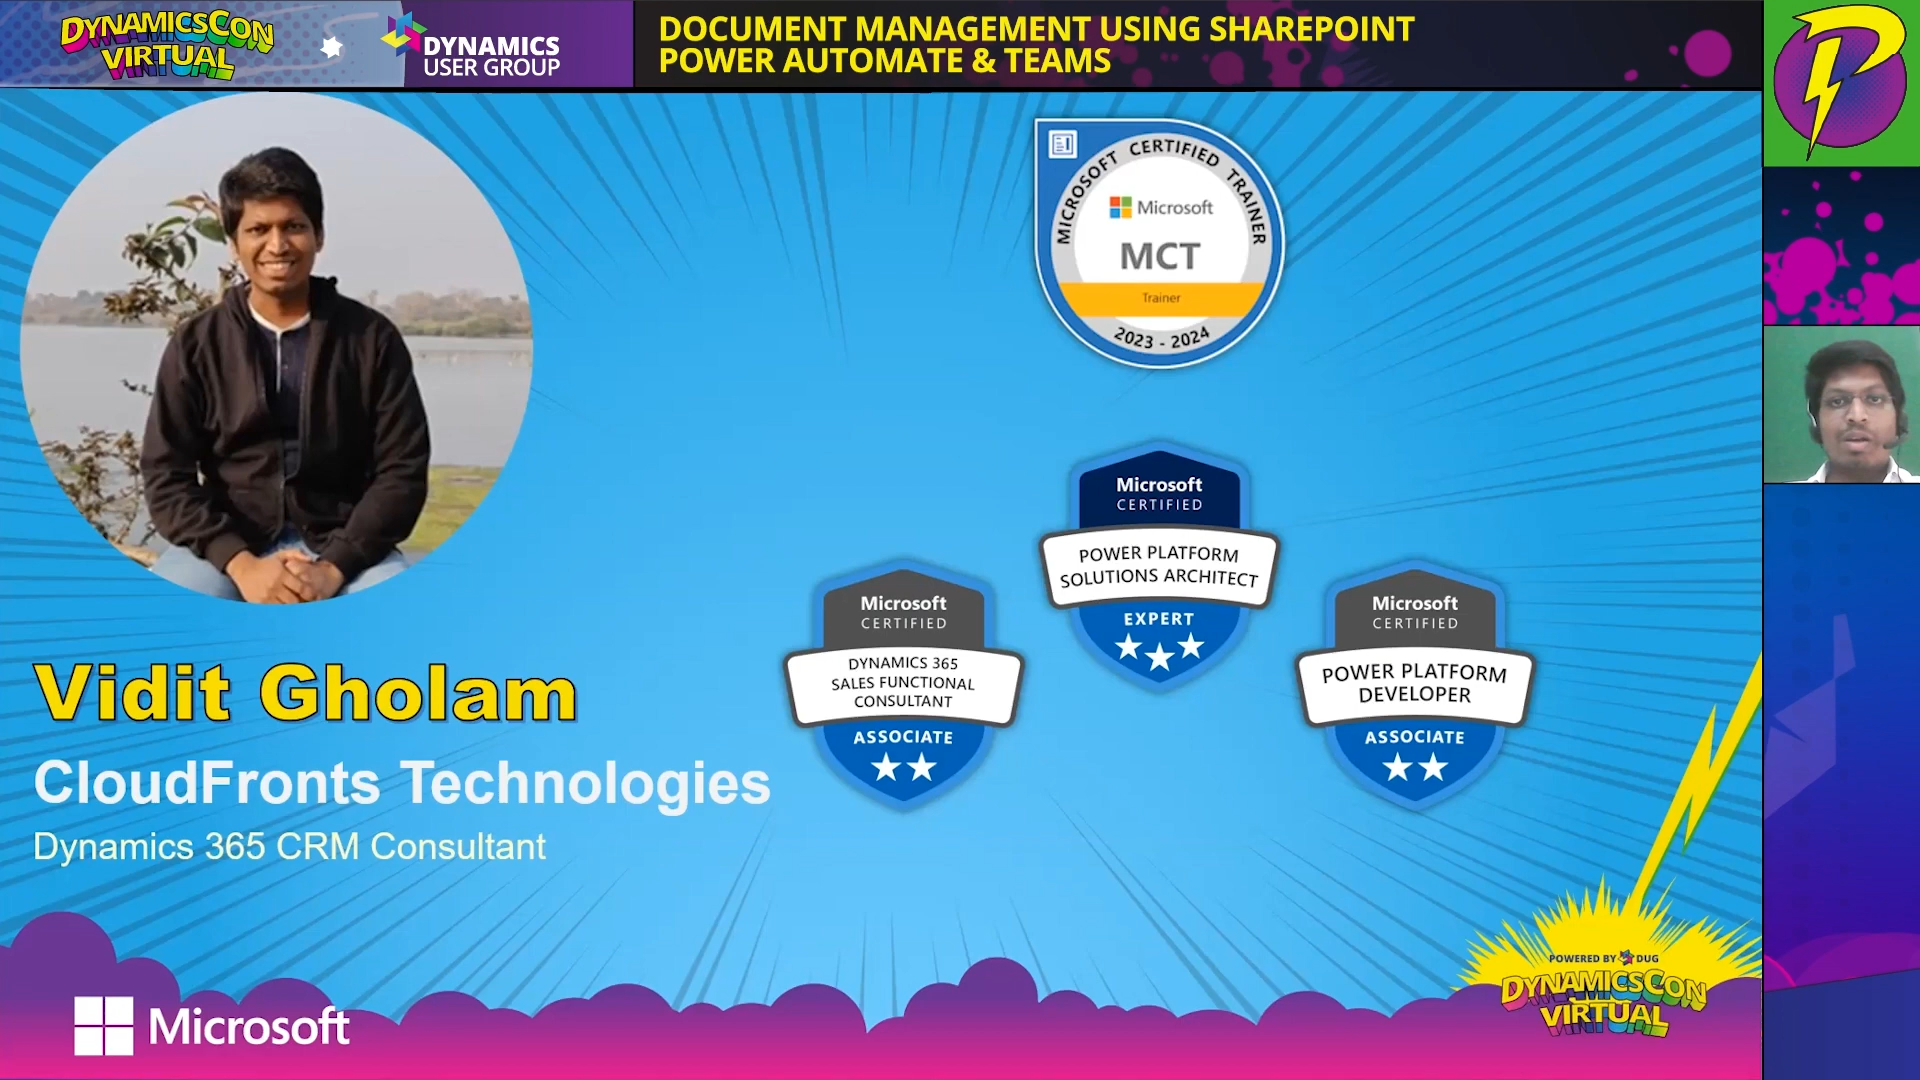 DYNAMICSCON
VIRTUAL
DYNAMICS
USER GROUP
DOCUMENT MANAGEMENT USING SHAREPOINT
POWER AUTOMATE & TEAMS
MICROSOFT CERTIFIED TRAINER
Microsoft
MCT
Trainer
2023 - 2024
Microsoft
CERTIFIED
POWER PLATFORM
SOLUTIONS ARCHITECT
EXPERT
Microsoft
CERTIFIED
DYNAMICS 365
SALES FUNCTIONAL
CONSULTANT
ASSOCIATE
Microsoft
CERTIFIED
POWER PLATFORM
DEVELOPER
ASSOCIATE
Vidit Gholam
CloudFronts Technologies
Dynamics 365 CRM Consultant
Microsoft
POWERED BY DUG
DYNAMICSCON
VIRTUAL